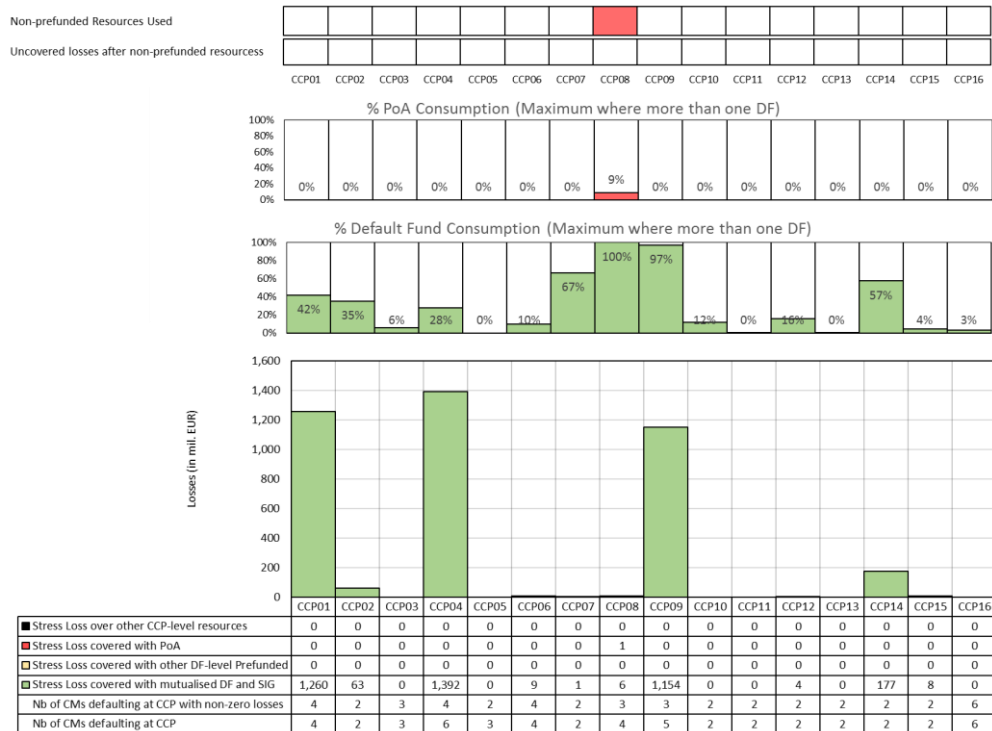 Non-prefunded Resources Used
Uncovered losses after non-prefunded resourcess
CCP01 CCP02 CCP03 CCP04 CCP05 CCP06 CCP07 CCP08 CCP09 CCP10 CCP11 CCP12 CCP13 CCP14 CCP15 CCP16
% PoA Consumption (Maximum where more than one DF)
100%
80%
60%
40%
20%
0%
0% 0% 0% 0% 0% 0% 0% 9% 0% 0% 0% 0% 0% 0% 0% 0%
% Default Fund Consumption (Maximum where more than one DF)
100%
80%
60%
40%
20%
0%
42% 35% 6% 28% 0% 10% 67% 100% 97% 12% 0% 16% 0% 57% 4% 3%
Losses (in mil. EUR)
1,600
1,400
1,200
1,000
800
600
400
200
0
CCP01 CCP02 CCP03 CCP04 CCP05 CCP06 CCP07 CCP08 CCP09 CCP10 CCP11 CCP12 CCP13 CCP14 CCP15 CCP16
Stress Loss over other CCP-level resources 0 0 0 0 0 0 0 0 0 0 0 0 0 0 0 0
Stress Loss covered with PoA 0 0 0 0 0 0 0 1 0 0 0 0 0 0 0 0
Stress Loss covered with other DF-level Prefunded 0 0 0 0 0 0 0 0 0 0 0 0 0 0 0 0
Stress Loss covered with mutualised DF and SIG 1,260 63 0 1,392 0 9 1 6 1,154 0 0 4 0 177 8 0
Nb of CMs defaulting at CCP with non-zero losses 4 2 3 4 2 4 2 3 3 2 2 2 2 2 2 6
Nb of CMs defaulting at CCP 4 2 3 6 3 4 2 4 5 2 2 2 2 2 2 6